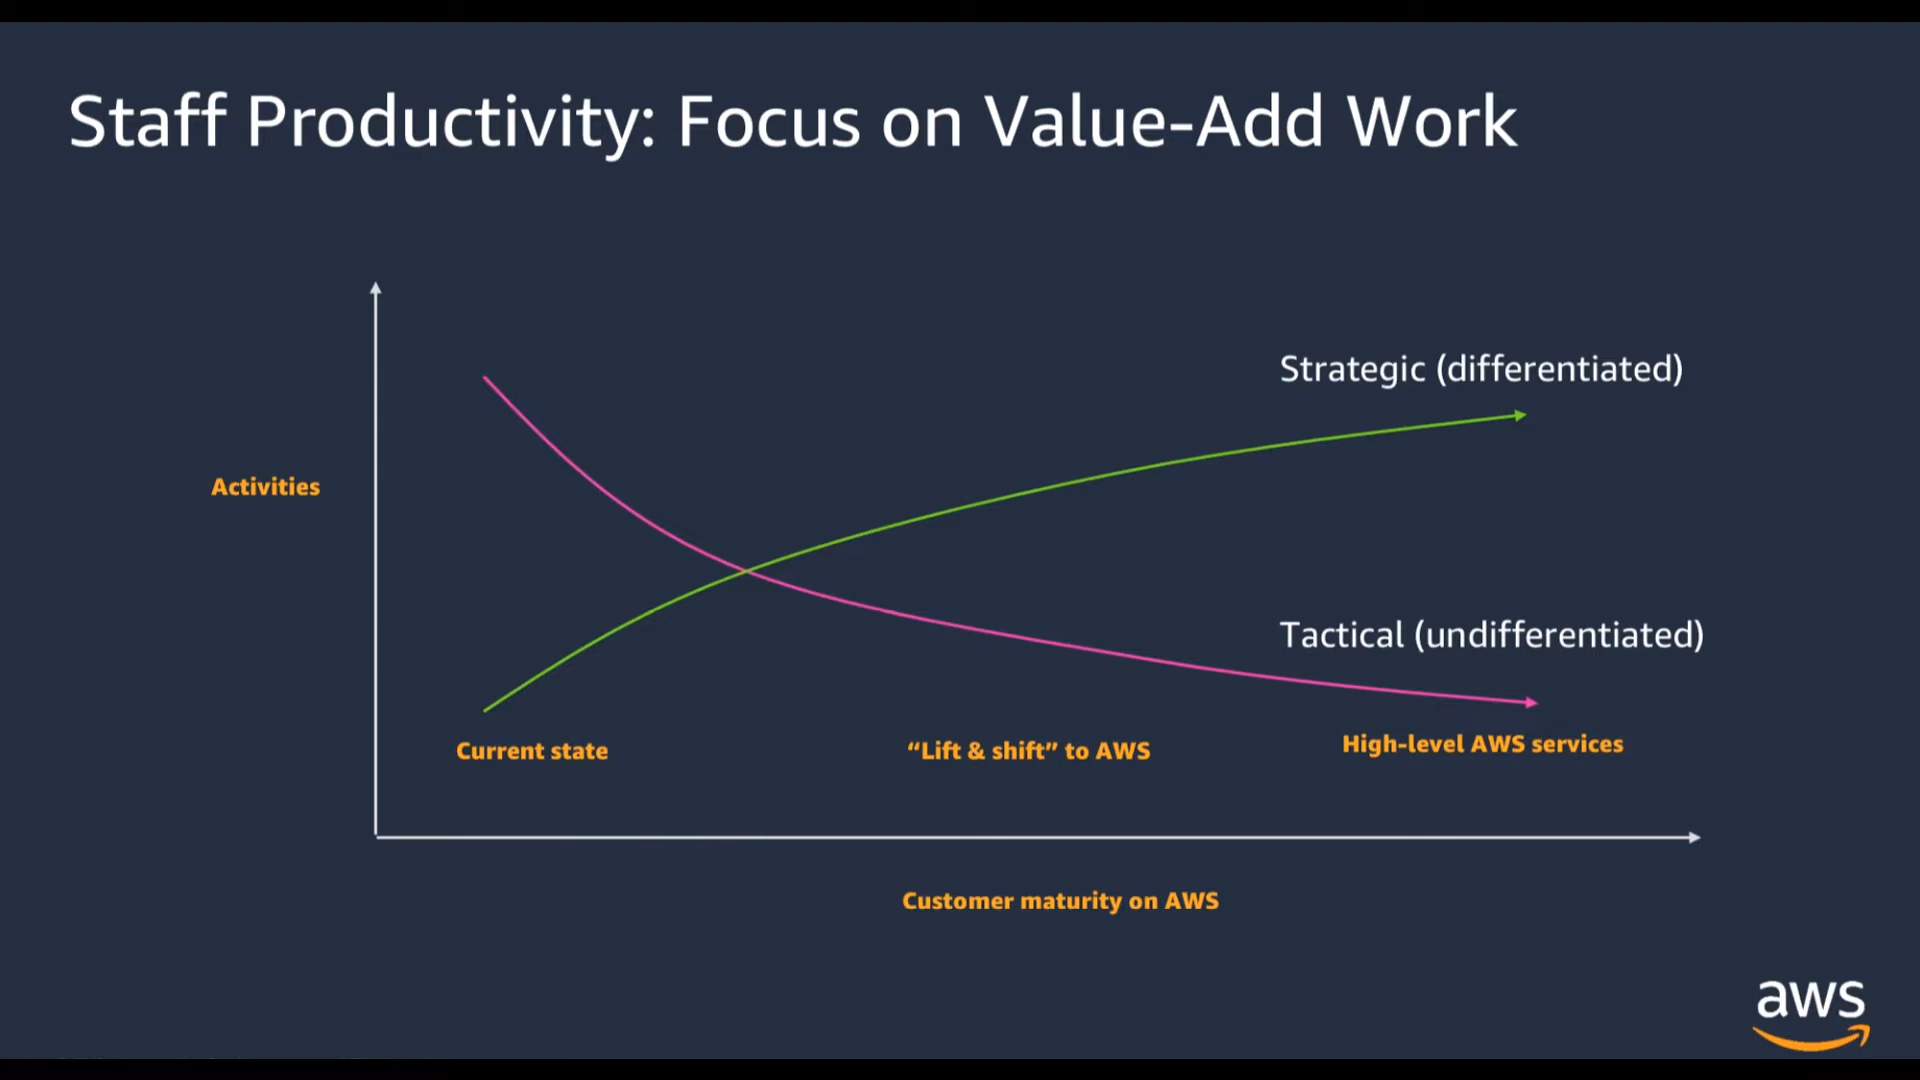 Staff Productivity: Focus on Value-Add Work
Strategic (differentiated)
Activities
Tactical (undifferentiated)
Current state
“Lift & shift” to AWS
High-level AWS services
Customer maturity on AWS
aws